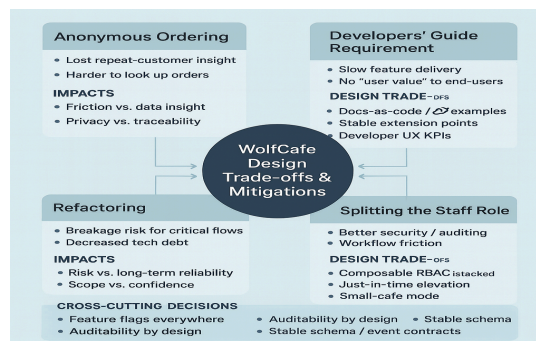 Anonymous Ordering
• Lost repeat-customer insight
• Harder to look up orders
IMPACTS
• Friction vs. data insight
• Privacy vs. traceability
Developers' Guide
Requirement
• Slow feature delivery
• No "user value" to end-users
DESIGN TRADE-OFS
• Docs-as-code / examples
• Stable extension points
• Developer UX KPIs
WolfCafe
Design
Trade-offs &
Mitigations
Refactoring
• Breakage risk for critical flows
• Decreased tech debt
IMPACTS
• Risk vs. long-term reliability
• Scope vs. confidence
Splitting the Staff Role
• Better security / auditing
• Workflow friction
DESIGN TRADE-OFS
• Composable RBAC istacked
• Just-in-time elevation
• Small-cafe mode
CROSS-CUTTING DECISIONS
• Feature flags everywhere • Auditability by design • Stable schema
• Auditability by design • Stable schema / event contracts